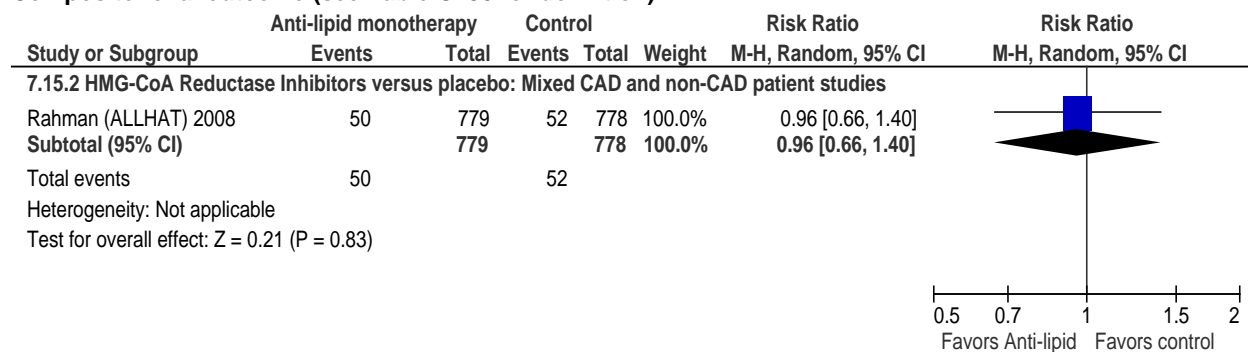 Anti-lipid monotherapy Control Risk Ratio Risk Ratio
Study or Subgroup Events Total Events Total Weight M-H, Random, 95% CI M-H, Random, 95% CI
7.15.2 HMG-CoA Reductase Inhibitors versus placebo: Mixed CAD and non-CAD patient studies
Rahman (ALLHAT) 2008 50 779 52 778 100.0% 0.96 [0.66, 1.40]
Subtotal (95% CI) 779 778 100.0% 0.96 [0.66, 1.40]
Total events 50 52
Heterogeneity: Not applicable
Test for overall effect: Z = 0.21 (P = 0.83)
0.5 0.7 1 1.5 2
Favors Anti-lipid Favors control